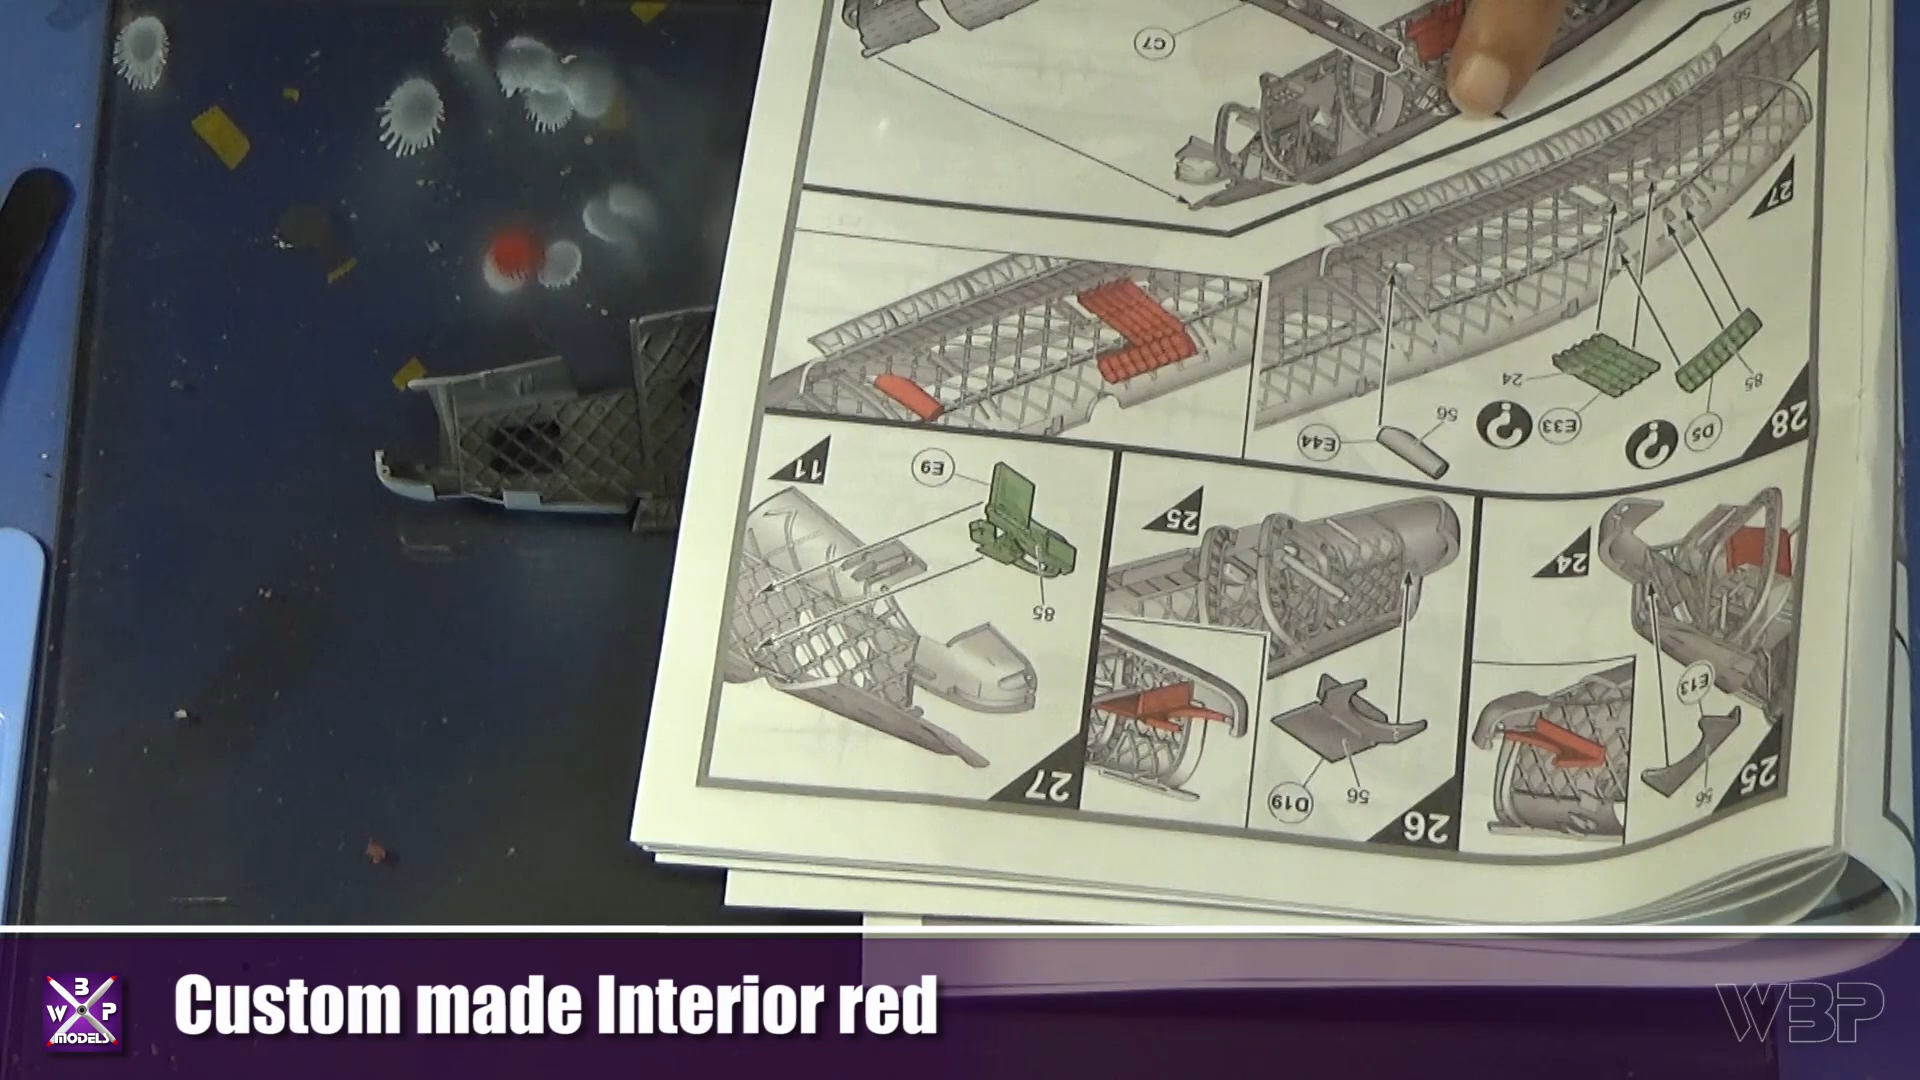 C7
56
27
24
E33
85
D5
28
E44
56
11
E9
85
25
24
E13
56
25
D19
56
26
27
W3P
MODELS
Custom made Interior red
W3P